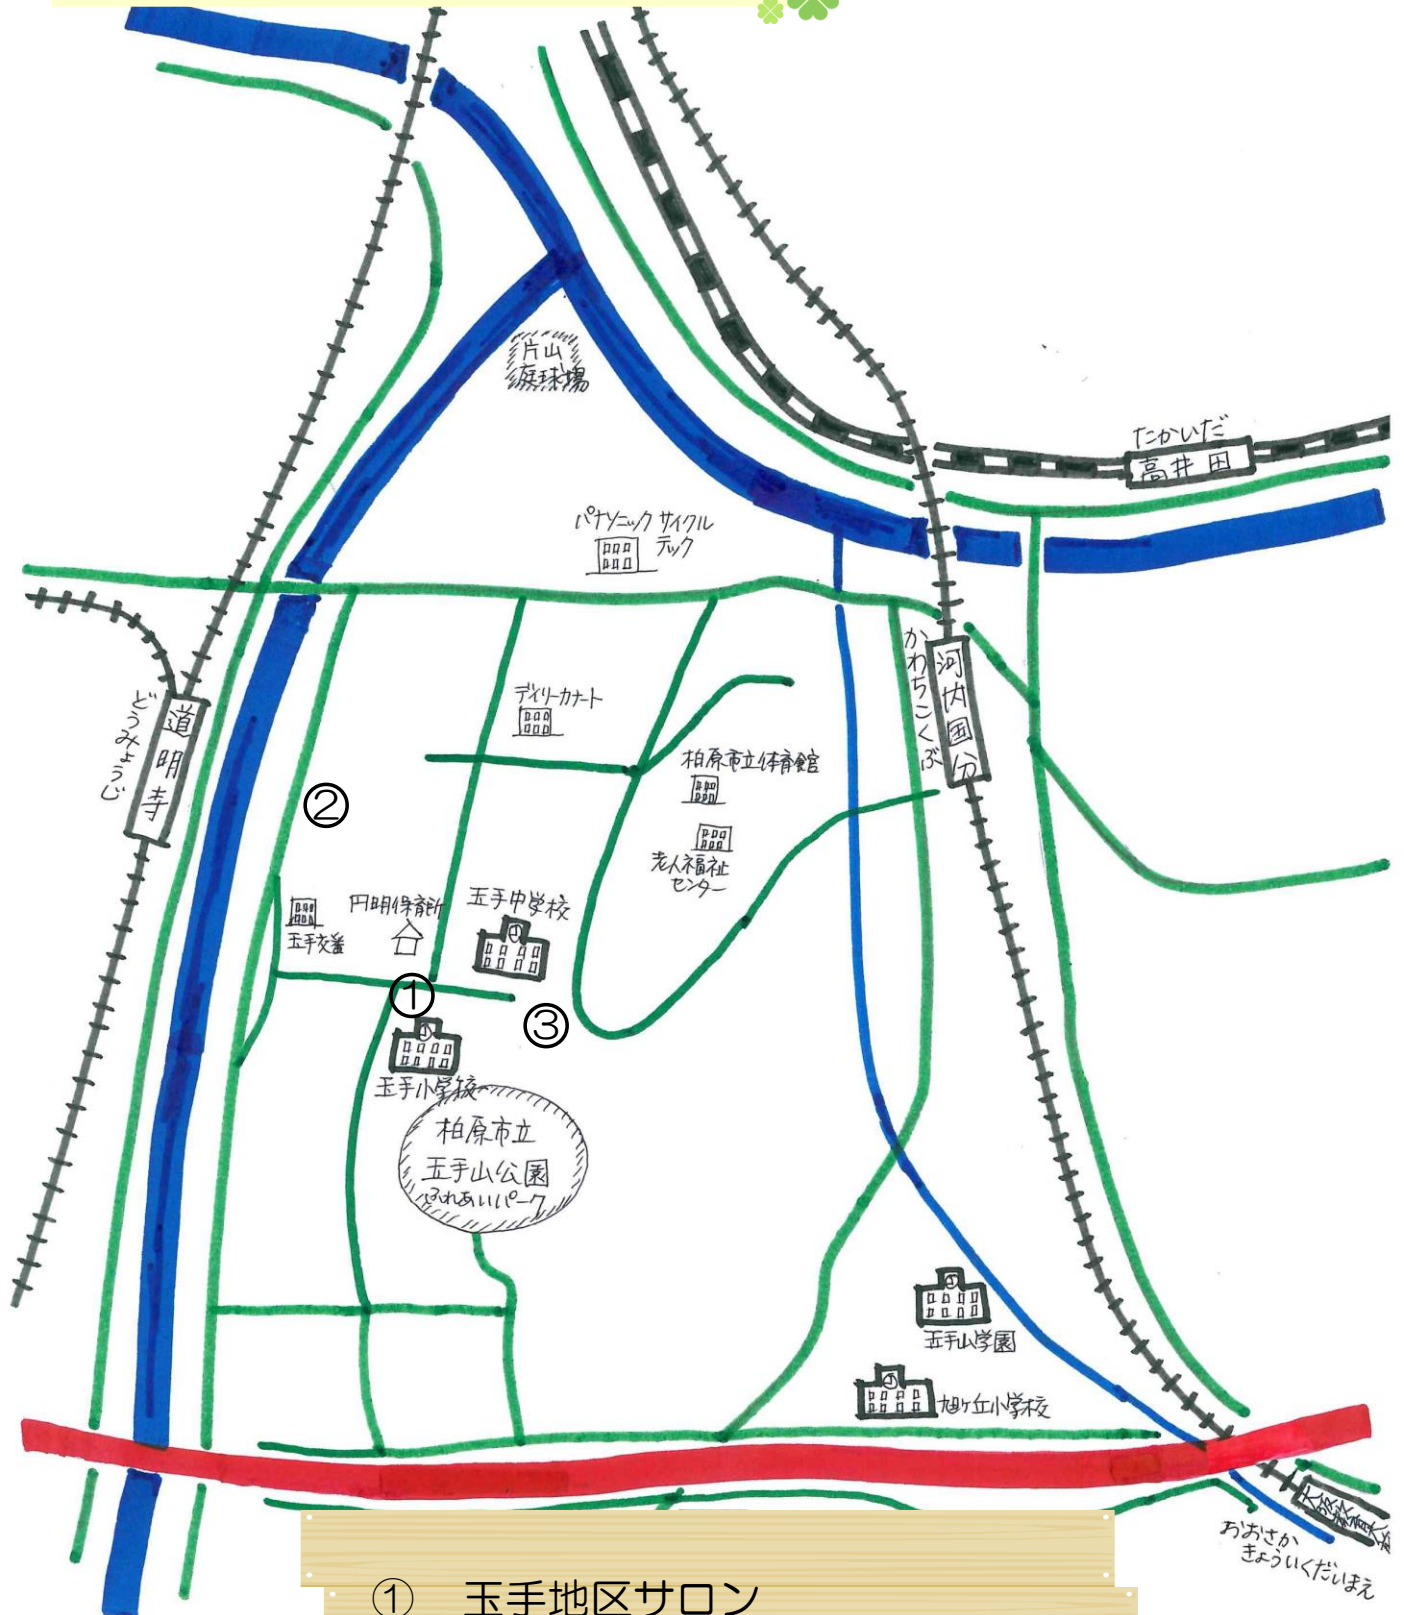 片山
庭球場
たかいだ
高井田
パナソニック サイクル
テック
かわちこくぶ
河内国分
どうみょうじ
道明寺
デイリーカナート
柏原市立体育館
老人福祉
センター
②
玉手交番
円明保育所
玉手中学校
①
③
玉手小学校
柏原市立
玉手山公園
ふれあいパーク
玉手山学園
旭ヶ丘小学校
おおさか
きょういくだいまえ
① 玉手地区サロン